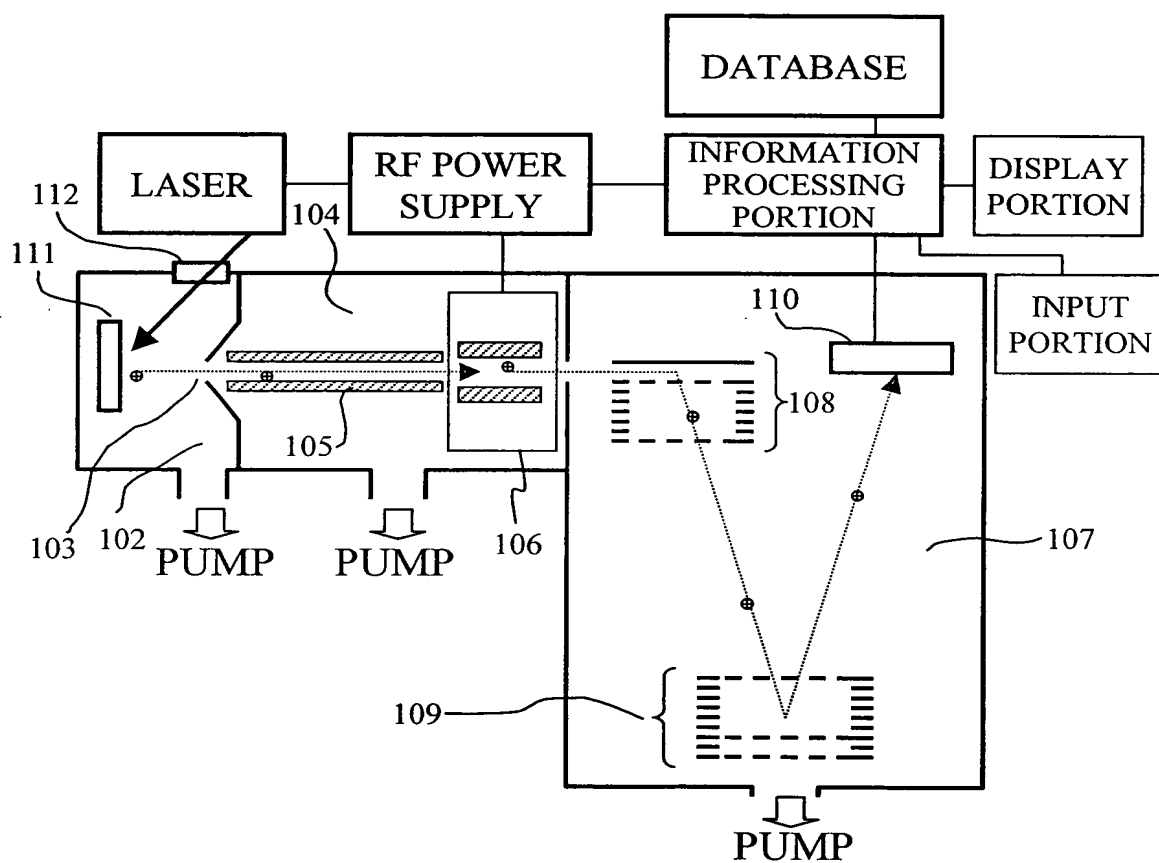 DATABASE
LASER
RF POWER
SUPPLY
INFORMATION
PROCESSING
PORTION
DISPLAY
PORTION
INPUT
PORTION
112
111
104
110
108
105
103
102
106
107
PUMP
PUMP
109
PUMP